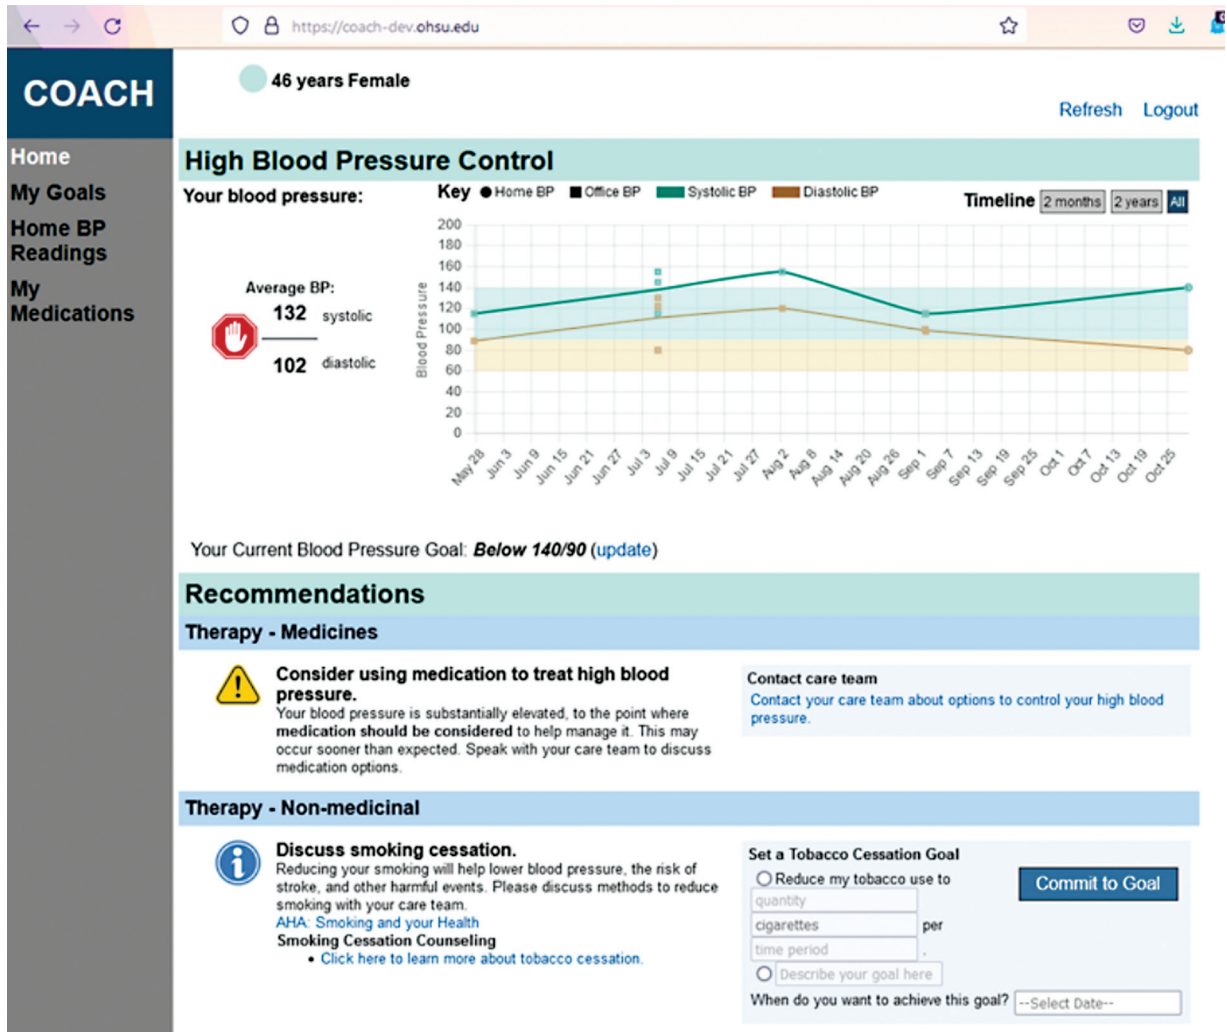 https://coach-dev.ohsu.edu
COACH
46 years Female
Refresh Logout
Home
My Goals
Home BP
Readings
My
Medications
High Blood Pressure Control
Your blood pressure:
Key Home BP Office BP Systolic BP Diastolic BP
Timeline 2 months 2 years All
Average BP:
132 systolic
102 diastolic
Blood Pressure
200
180
160
140
120
100
80
60
40
20
0
May 28 Jun 3 Jun 9 Jun 15 Jun 21 Jun 27 Jul 3 Jul 9 Jul 15 Jul 21 Jul 27 Aug 2 Aug 8 Aug 14 Aug 20 Aug 26 Sep 1 Sep 7 Sep 13 Sep 19 Sep 25 Oct 1 Oct 7 Oct 13 Oct 19 Oct 25
Your Current Blood Pressure Goal: Below 140/90 (update)
Recommendations
Therapy - Medicines
Consider using medication to treat high blood
pressure.
Your blood pressure is substantially elevated, to the point where
medication should be considered to help manage it. This may
occur sooner than expected. Speak with your care team to discuss
medication options.
Contact care team
Contact your care team about options to control your high blood
pressure.
Therapy - Non-medicinal
Discuss smoking cessation.
Reducing your smoking will help lower blood pressure, the risk of
stroke, and other harmful events. Please discuss methods to reduce
smoking with your care team.
AHA: Smoking and your Health
Smoking Cessation Counseling
• Click here to learn more about tobacco cessation.
Set a Tobacco Cessation Goal
Reduce my tobacco use to
quantity
cigarettes per
time period .
Describe your goal here
Commit to Goal
When do you want to achieve this goal? --Select Date--